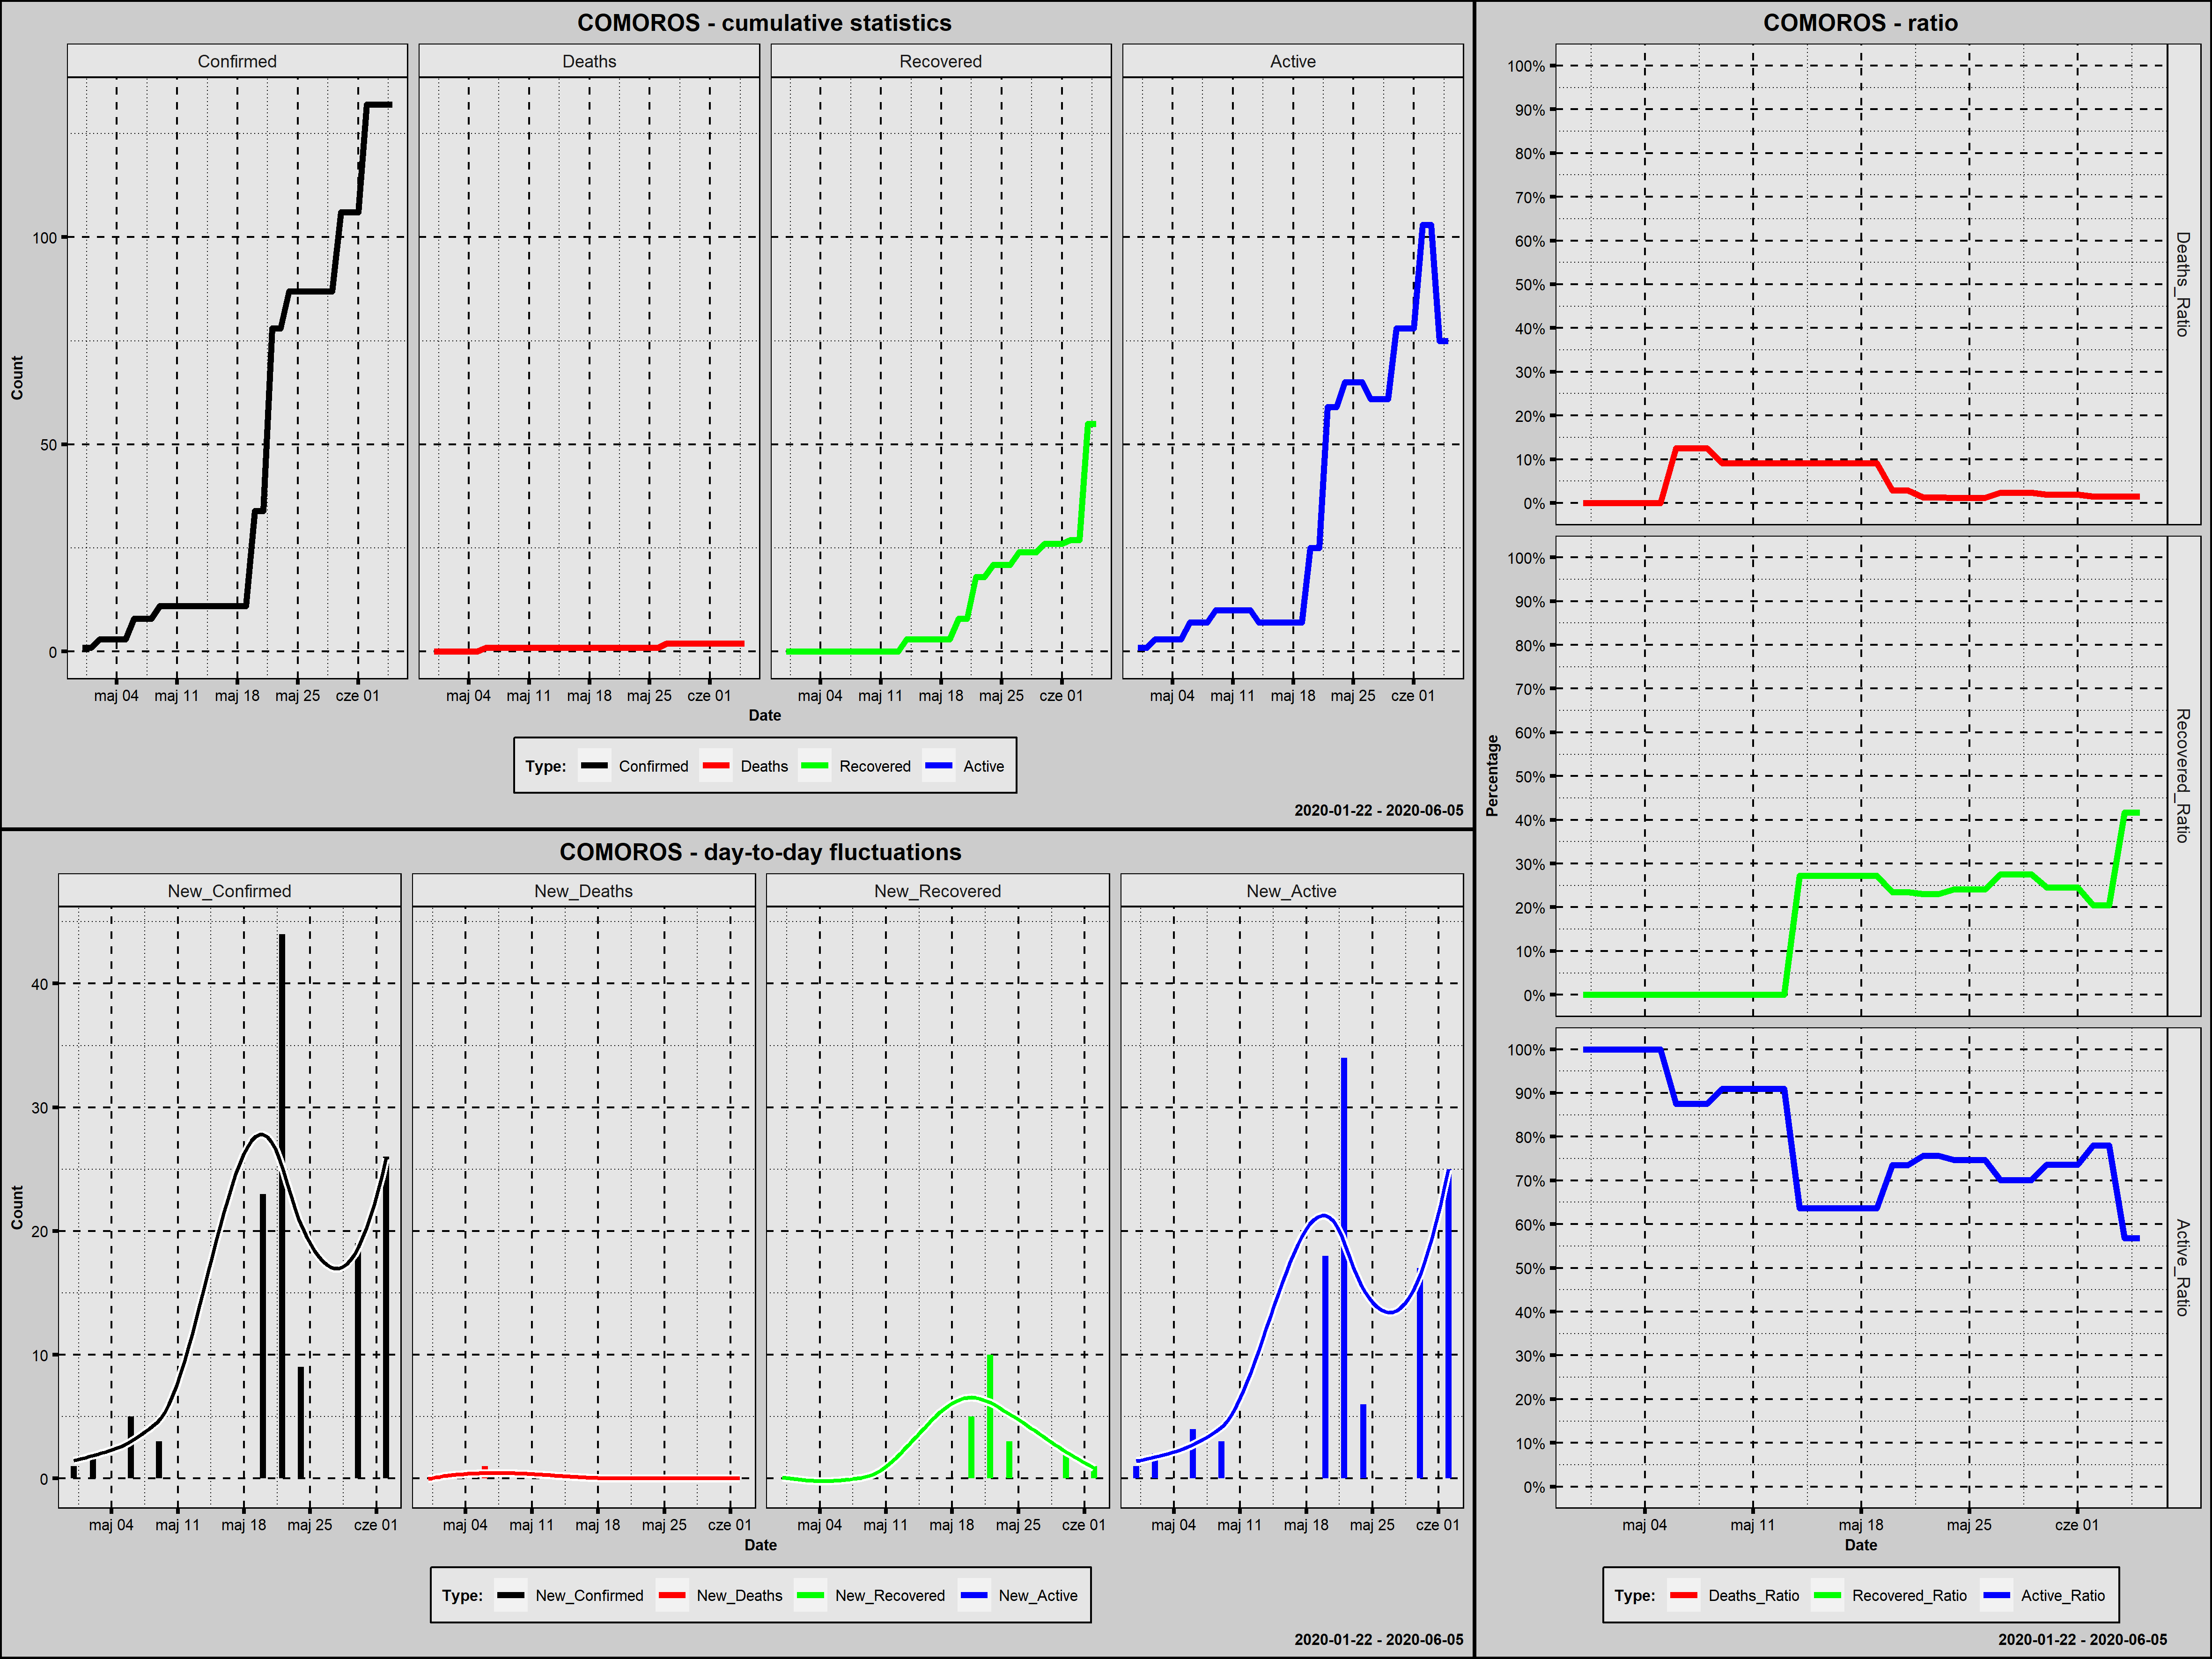 COMOROS - cumulative statistics
Confirmed Deaths Recovered Active
Count
100
50
0
maj 04 maj 11 maj 18 maj 25 cze 01 maj 04 maj 11 maj 18 maj 25 cze 01 maj 04 maj 11 maj 18 maj 25 cze 01 maj 04 maj 11 maj 18 maj 25 cze 01
Date
Type: Confirmed Deaths Recovered Active
2020-01-22 - 2020-06-05
COMOROS - day-to-day fluctuations
New_Confirmed New_Deaths New_Recovered New_Active
Count
40
30
20
10
0
maj 04 maj 11 maj 18 maj 25 cze 01 maj 04 maj 11 maj 18 maj 25 cze 01 maj 04 maj 11 maj 18 maj 25 cze 01 maj 04 maj 11 maj 18 maj 25 cze 01
Date
Type: New_Confirmed New_Deaths New_Recovered New_Active
2020-01-22 - 2020-06-05
COMOROS - ratio
Percentage
100%
90%
80%
70%
60%
50%
40%
30%
20%
10%
0%
Deaths_Ratio
100%
90%
80%
70%
60%
50%
40%
30%
20%
10%
0%
Recovered_Ratio
100%
90%
80%
70%
60%
50%
40%
30%
20%
10%
0%
Active_Ratio
maj 04 maj 11 maj 18 maj 25 cze 01
Date
Type: Deaths_Ratio Recovered_Ratio Active_Ratio
2020-01-22 - 2020-06-05